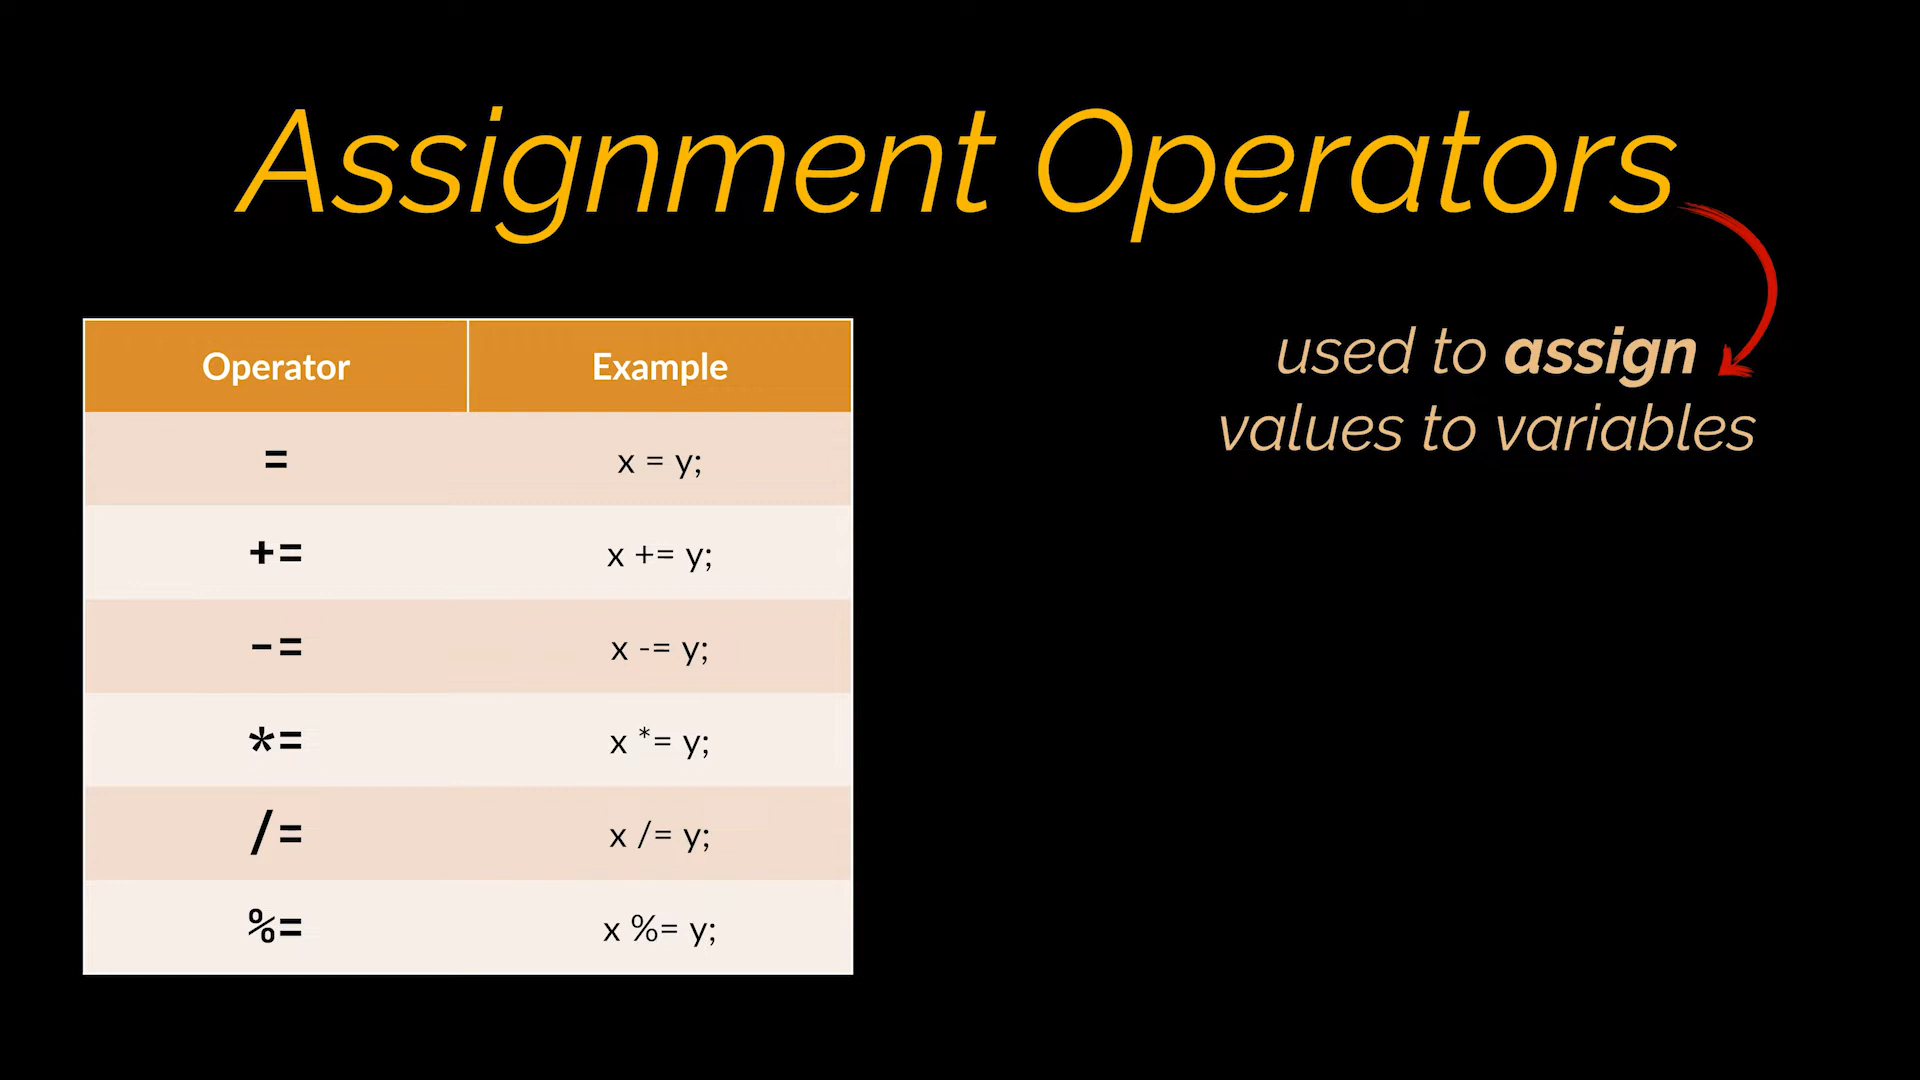 Assignment Operators
used to assign
values to variables
Operator Example
= x = y;
+= x += y;
-= x -= y;
*= x *= y;
/= x /= y;
%= x %= y;